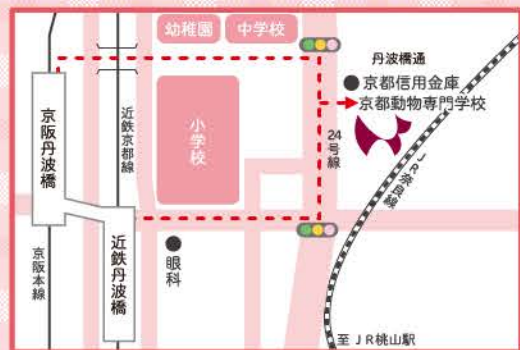 幼稚園
中学校
丹波橋通
京都信用金庫
京都動物専門学校
京阪丹波橋
近鉄京都線
小学校
24号線
JR奈良線
近鉄丹波橋
京阪本線
眼科
至 JR桃山駅